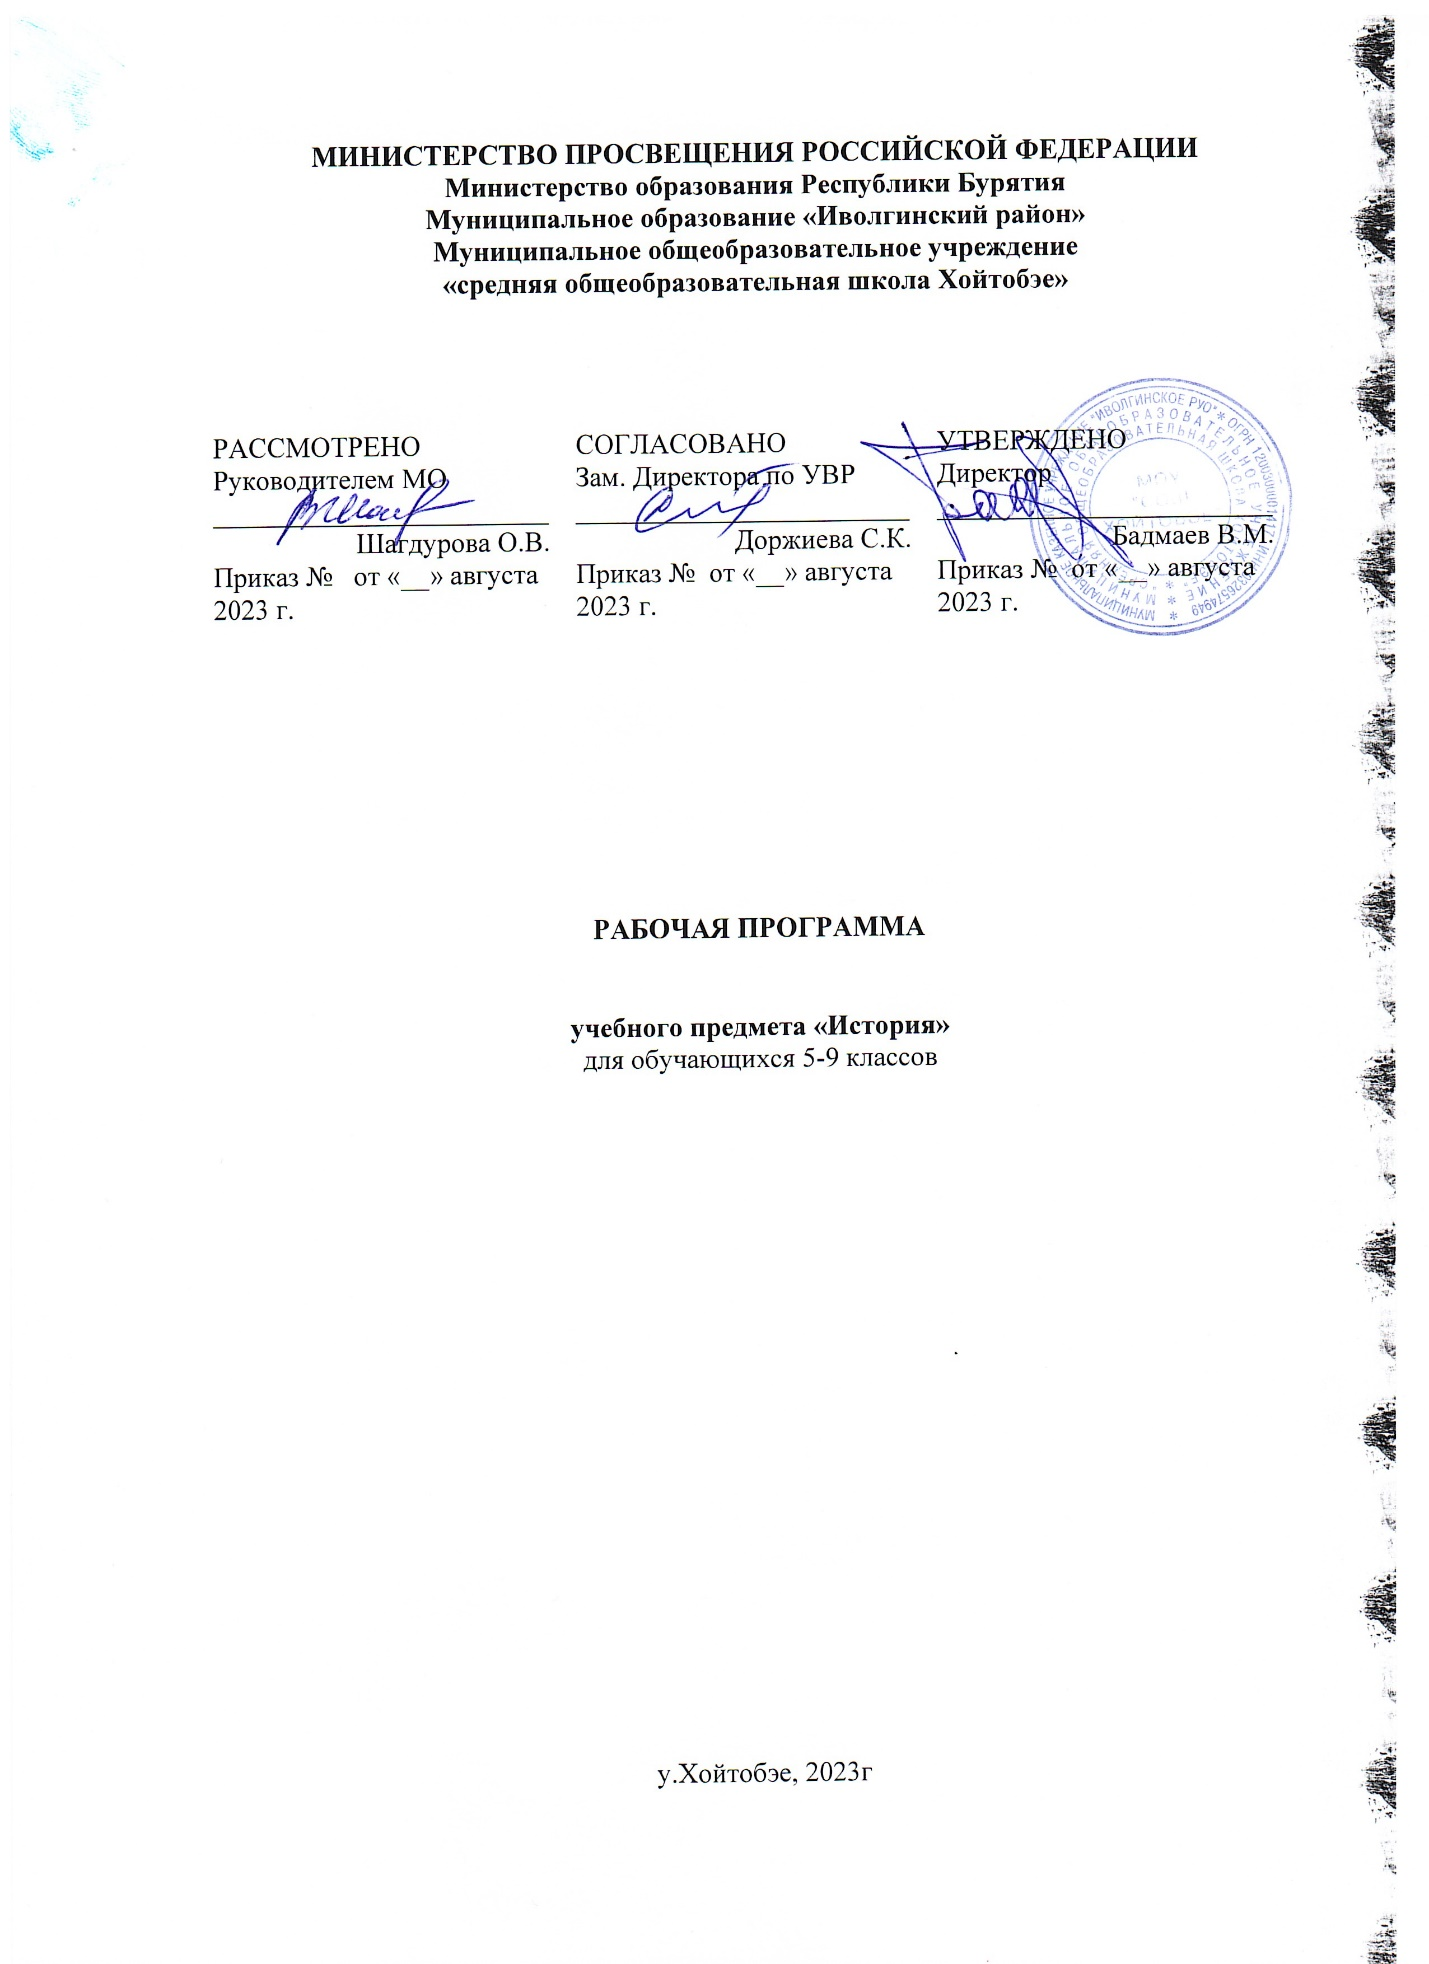 МИНИСТЕРСТВО ПРОСВЕЩЕНИЯ РОССИЙСКОЙ ФЕДЕРАЦИИ
Министерство образования Республики Бурятия
Муниципальное образование «Иволгинский район»
Муниципальное общеобразовательное учреждение
«средняя общеобразовательная школа Хойтобэе»
РАССМОТРЕНО
Руководителем МО
Шагдурова О.В.
Приказ № от «__» августа
2023 г.
СОГЛАСОВАНО
Зам. Директора по УВР
Доржиева С.К.
Приказ № от «__» августа
2023 г.
УТВЕРЖДЕНО
Директор
Бадмаев В.М.
Приказ № от «__» августа
2023 г.
РАБОЧАЯ ПРОГРАММА
учебного предмета «История»
для обучающихся 5-9 классов
у.Хойтобэе, 2023г